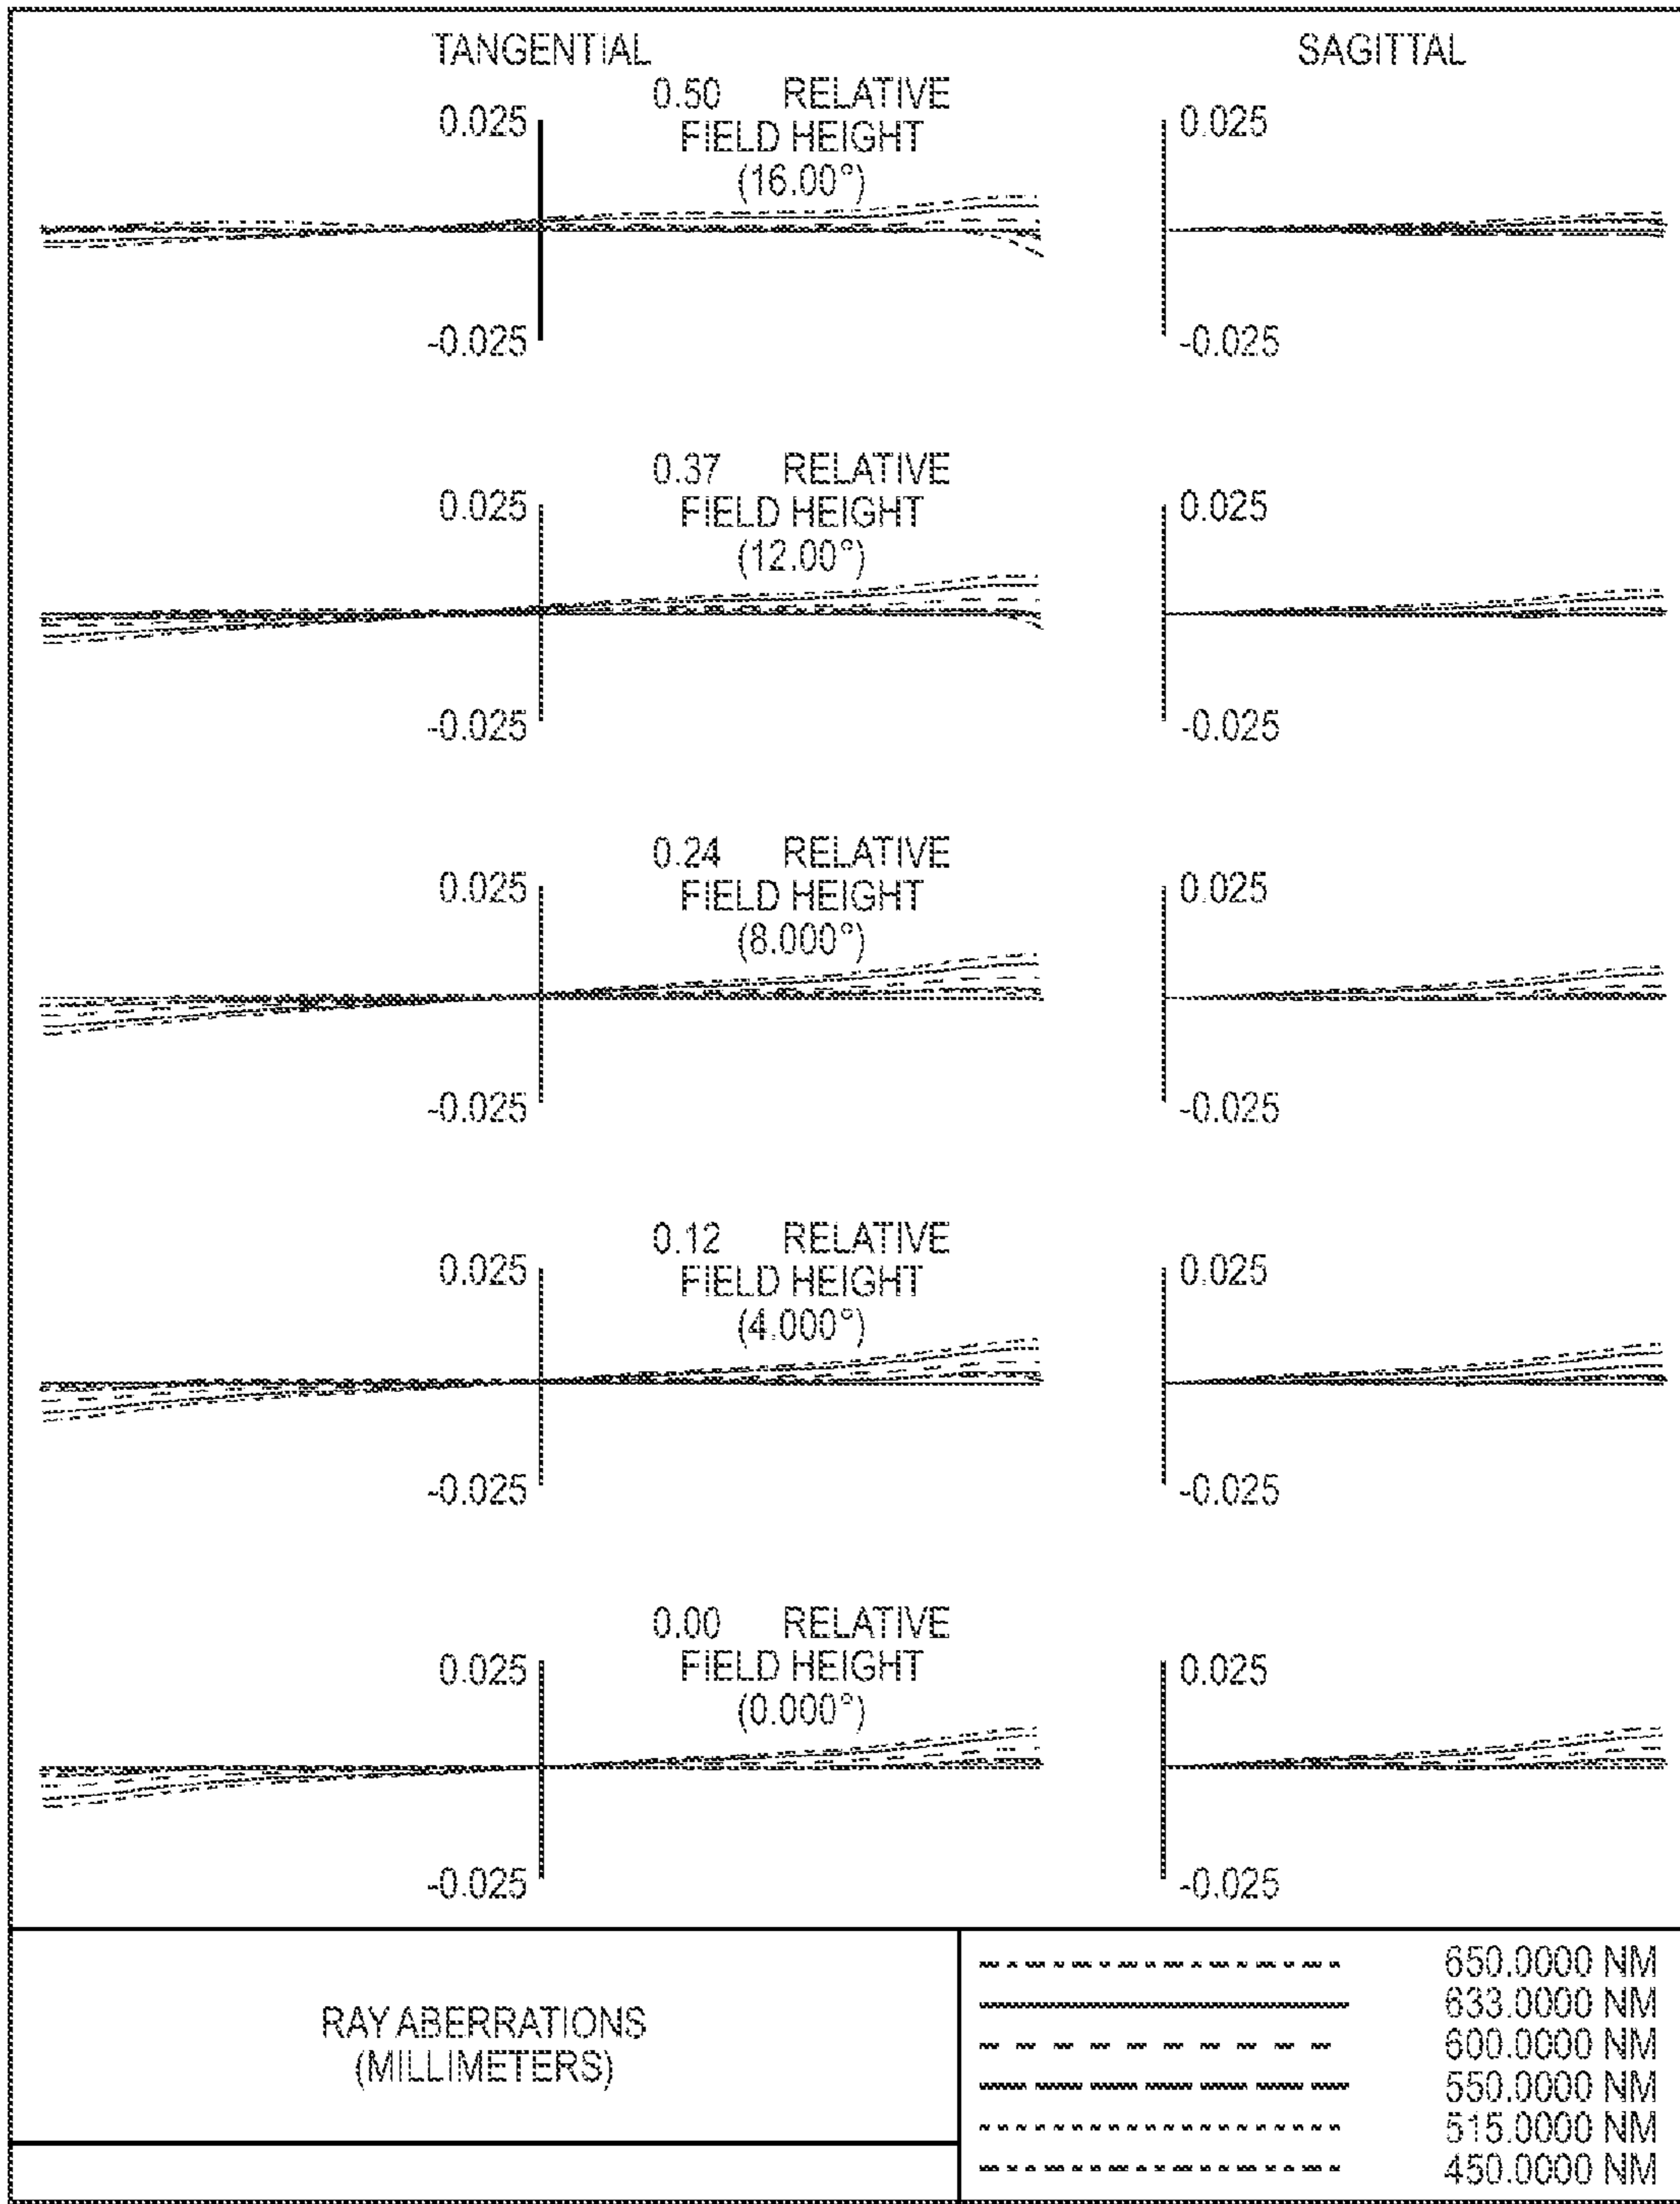 TANGENTIAL SAGITTAL
0.50 RELATIVE
FIELD HEIGHT
(16.00°)
0.025 0.025
-0.025 -0.025
0.37 RELATIVE
FIELD HEIGHT
(12.00°)
0.025 0.025
-0.025 -0.025
0.24 RELATIVE
FIELD HEIGHT
(8.000°)
0.025 0.025
-0.025 -0.025
0.12 RELATIVE
FIELD HEIGHT
(4.000°)
0.025 0.025
-0.025 -0.025
0.00 RELATIVE
FIELD HEIGHT
(0.000°)
0.025 0.025
-0.025 -0.025
RAY ABERRATIONS
(MILLIMETERS)
650.0000 NM
633.0000 NM
600.0000 NM
550.0000 NM
515.0000 NM
450.0000 NM